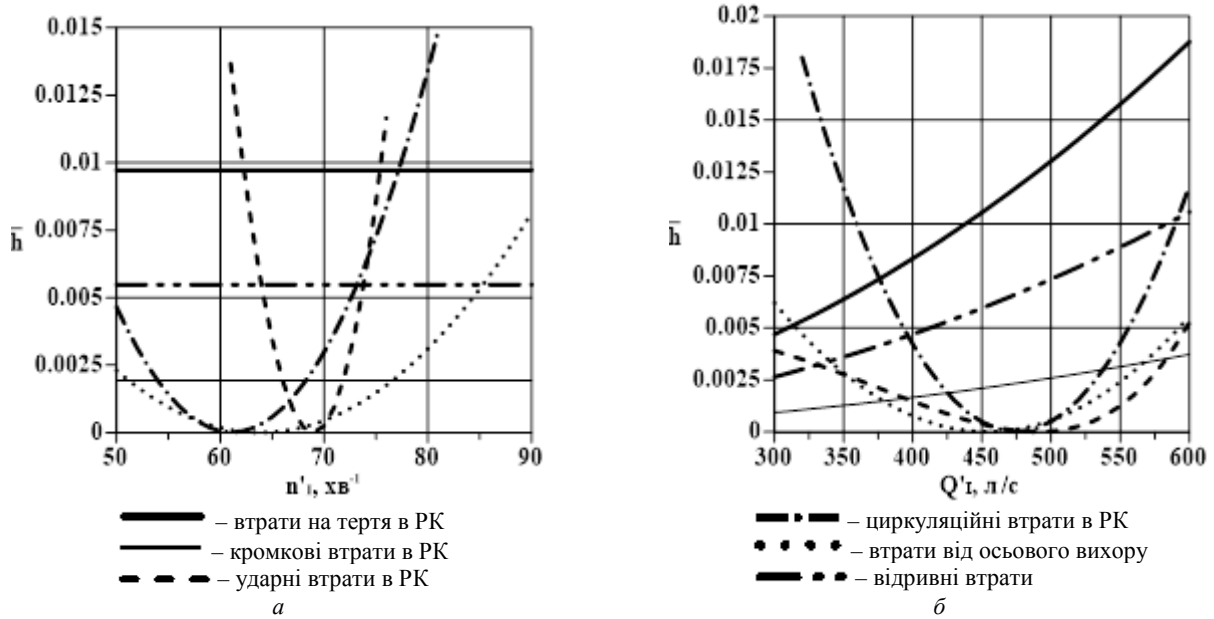 0.015
0.0125
0.01
0.0075
0.005
0.0025
0
h̄
50 60 70 80 90
n'₁, хв⁻¹
– втрати на тертя в РК
– кромкові втрати в РК
– ударні втрати в РК
а
0.02
0.0175
0.015
0.0125
0.01
0.0075
0.005
0.0025
0
h̄
300 350 400 450 500 550 600
Q'ɪ, л /с
– циркуляційні втрати в РК
– втрати від осьового вихору
– відривні втрати
б